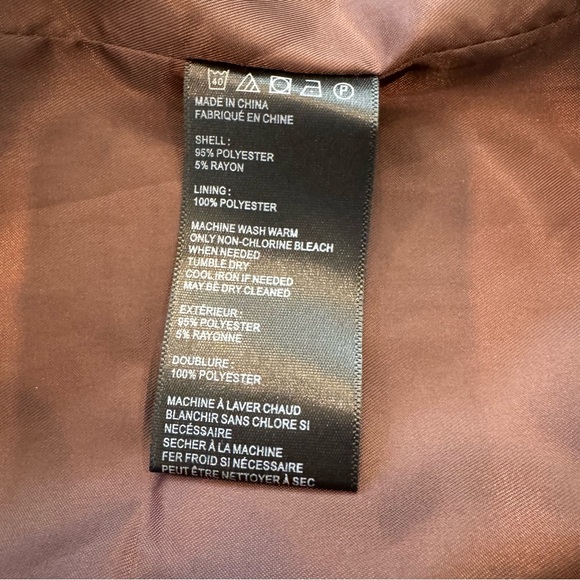 40 P
MADE IN CHINA
FABRIQUÉ EN CHINE
SHELL :
95% POLYESTER
5% RAYON
LINING :
100% POLYESTER
MACHINE WASH WARM
ONLY NON-CHLORINE BLEACH
WHEN NEEDED
TUMBLE DRY
COOL IRON IF NEEDED
MAY BE DRY CLEANED
EXTÉRIEUR :
95% POLYESTER
5% RAYONNE
DOUBLURE :
100% POLYESTER
MACHINE À LAVER CHAUD
BLANCHIR SANS CHLORE SI
NÉCESSÁIRE
SECHER À LA MACHINE
FER FROID SI NÉCESSAIRE
PEUT ÊTRE NETTOYER À SEC